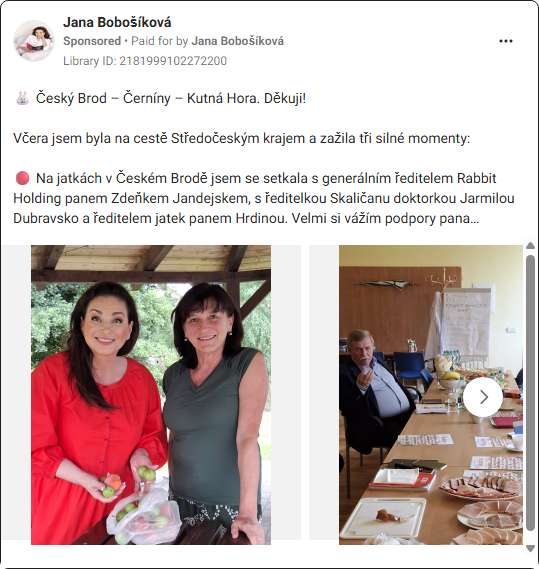 Jana Bobošíková
Sponsored • Paid for by Jana Bobošíková
Library ID: 2181999102272200
🐰 Český Brod – Černíny – Kutná Hora. Děkuji!
Včera jsem byla na cestě Středočeským krajem a zažila tři silné momenty:
🔴 Na jatkách v Českém Brodě jsem se setkala s generálním ředitelem Rabbit
Holding panem Zdeňkem Jandejskem, s ředitelkou Skaličanu doktorkou Jarmilou
Dubravsko a ředitelem jatek panem Hrdinou. Velmi si vážím podpory pana...